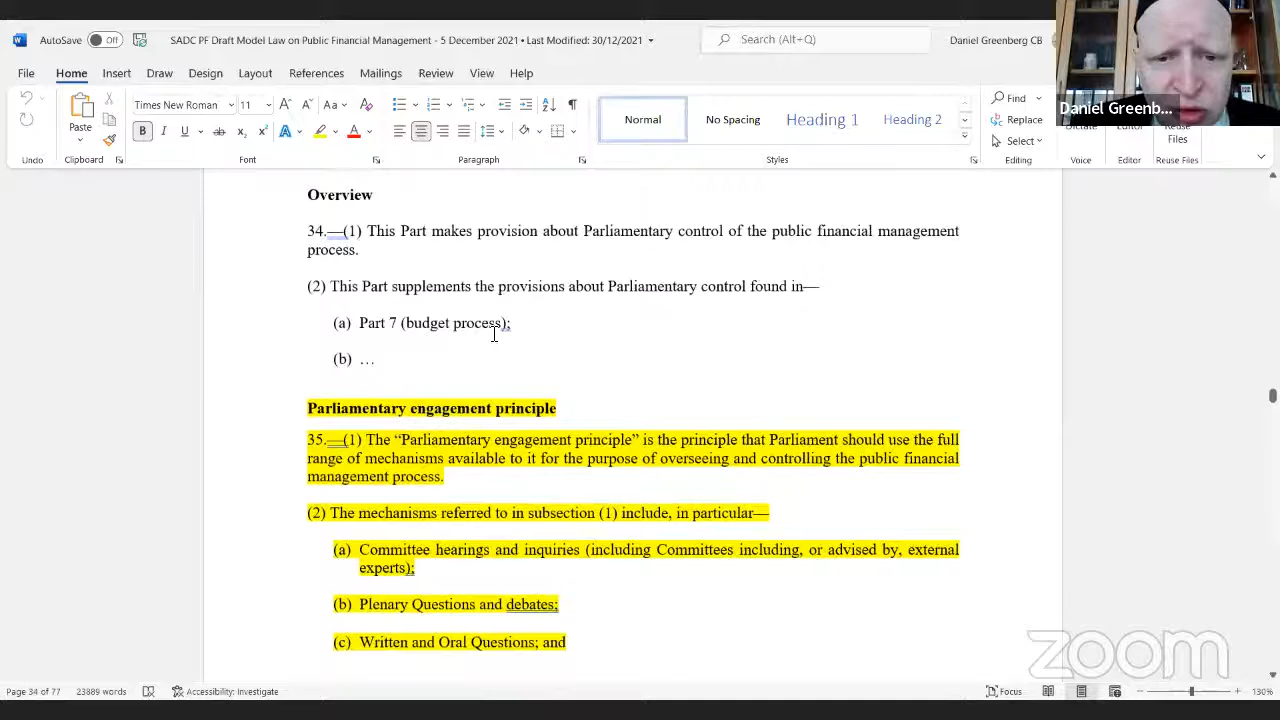 AutoSave Off SADC PF Draft Model Law on Public Financial Management - 5 December 2021 • Last Modified: 30/12/2021 Search (Alt+Q) Daniel Greenberg CB
File Home Insert Draw Design Layout References Mailings Review View Help
Paste
Times New Roman 11
Normal No Spacing Heading 1 Heading 2
Find
Replace
Select
Dictate Editor Reuse Files
Undo Clipboard Font Paragraph Styles Editing Voice Editor Reuse Files
Daniel Greenb...
Overview
34.—(1) This Part makes provision about Parliamentary control of the public financial management
process.
(2) This Part supplements the provisions about Parliamentary control found in—
(a) Part 7 (budget process);
(b) …
Parliamentary engagement principle
35.—(1) The “Parliamentary engagement principle” is the principle that Parliament should use the full
range of mechanisms available to it for the purpose of overseeing and controlling the public financial
management process.
(2) The mechanisms referred to in subsection (1) include, in particular—
(a) Committee hearings and inquiries (including Committees including, or advised by, external
experts);
(b) Plenary Questions and debates;
(c) Written and Oral Questions; and
zoom
Page 34 of 77 23889 words Accessibility: Investigate Focus 130%